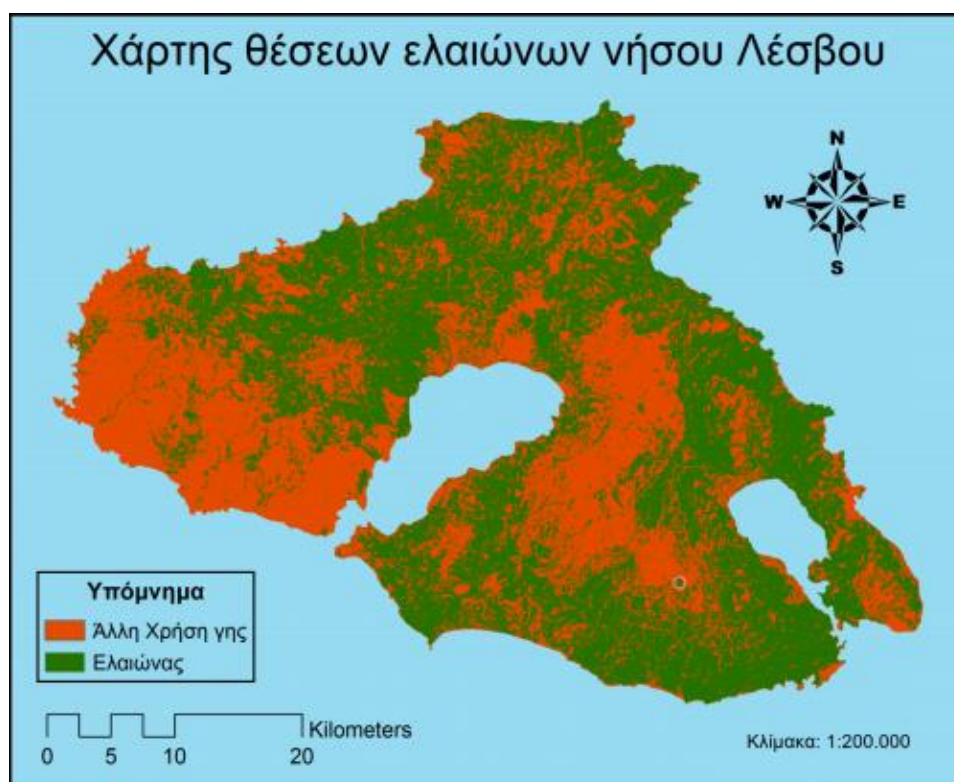 Χάρτης θέσεων ελαιώνων νήσου Λέσβου
N
W E
S
Υπόμνημα
Άλλη Χρήση γης
Ελαιώνας
Kilometers
0 5 10 20
Κλίμακα: 1:200.000